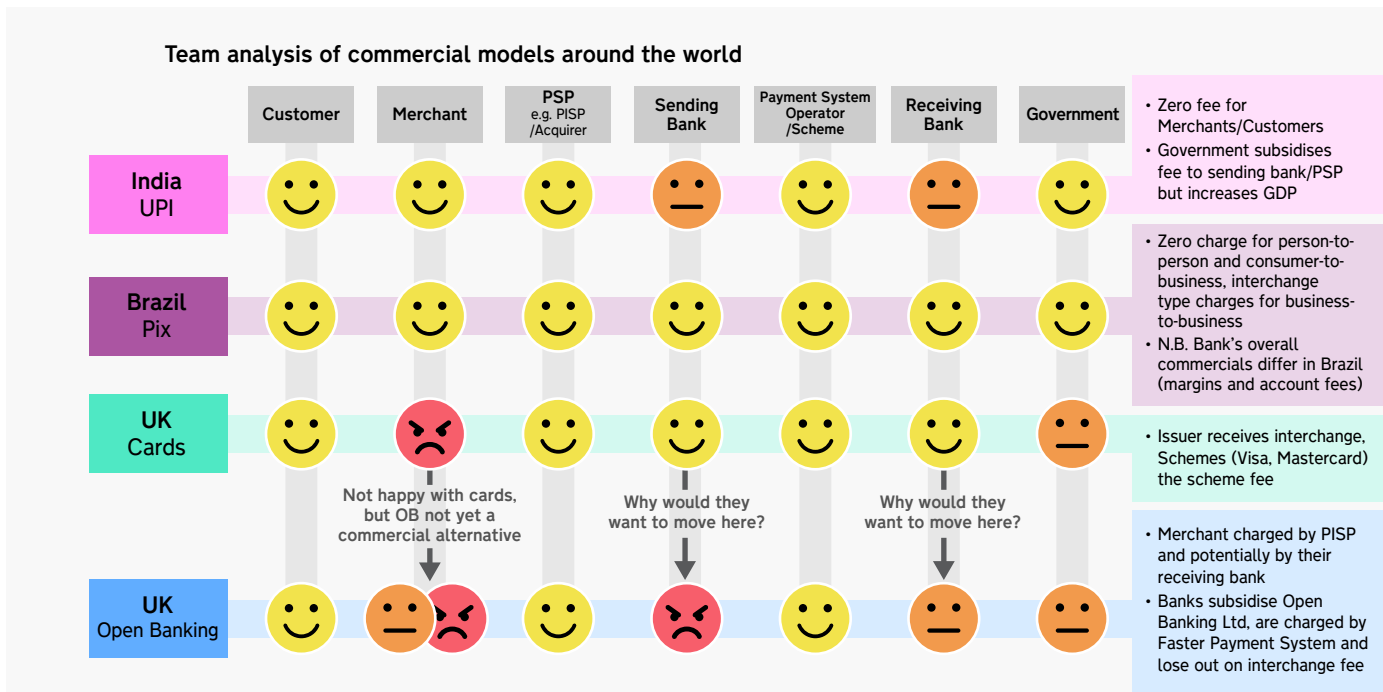 Team analysis of commercial models around the world
Customer
Merchant
PSP
e.g. PISP
/Acquirer
Sending
Bank
Payment System
Operator
/Scheme
Receiving
Bank
Government
India
UPI
• Zero fee for
Merchants/Customers
• Government subsidises
fee to sending bank/PSP
but increases GDP
Brazil
Pix
• Zero charge for person-to-
person and consumer-to-
business, interchange
type charges for business-
to-business
• N.B. Bank's overall
commercials differ in Brazil
(margins and account fees)
UK
Cards
• Issuer receives interchange,
Schemes (Visa, Mastercard)
the scheme fee
Not happy with cards,
but OB not yet a
commercial alternative
Why would they
want to move here?
Why would they
want to move here?
UK
Open Banking
• Merchant charged by PISP
and potentially by their
receiving bank
• Banks subsidise Open
Banking Ltd, are charged by
Faster Payment System and
lose out on interchange fee